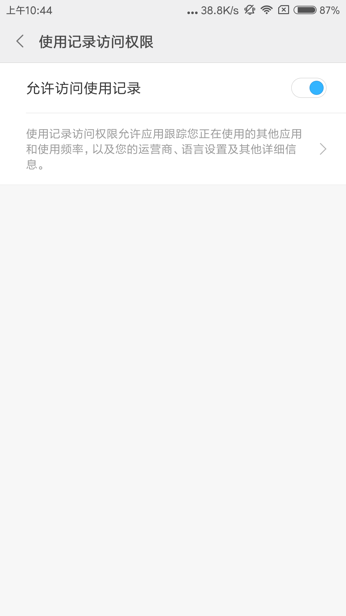 上午10:44
... 38.8K/s 87%
使用记录访问权限
允许访问使用记录
使用记录访问权限允许应用跟踪您正在使用的其他应用
和使用频率，以及您的运营商、语言设置及其他详细信
息。